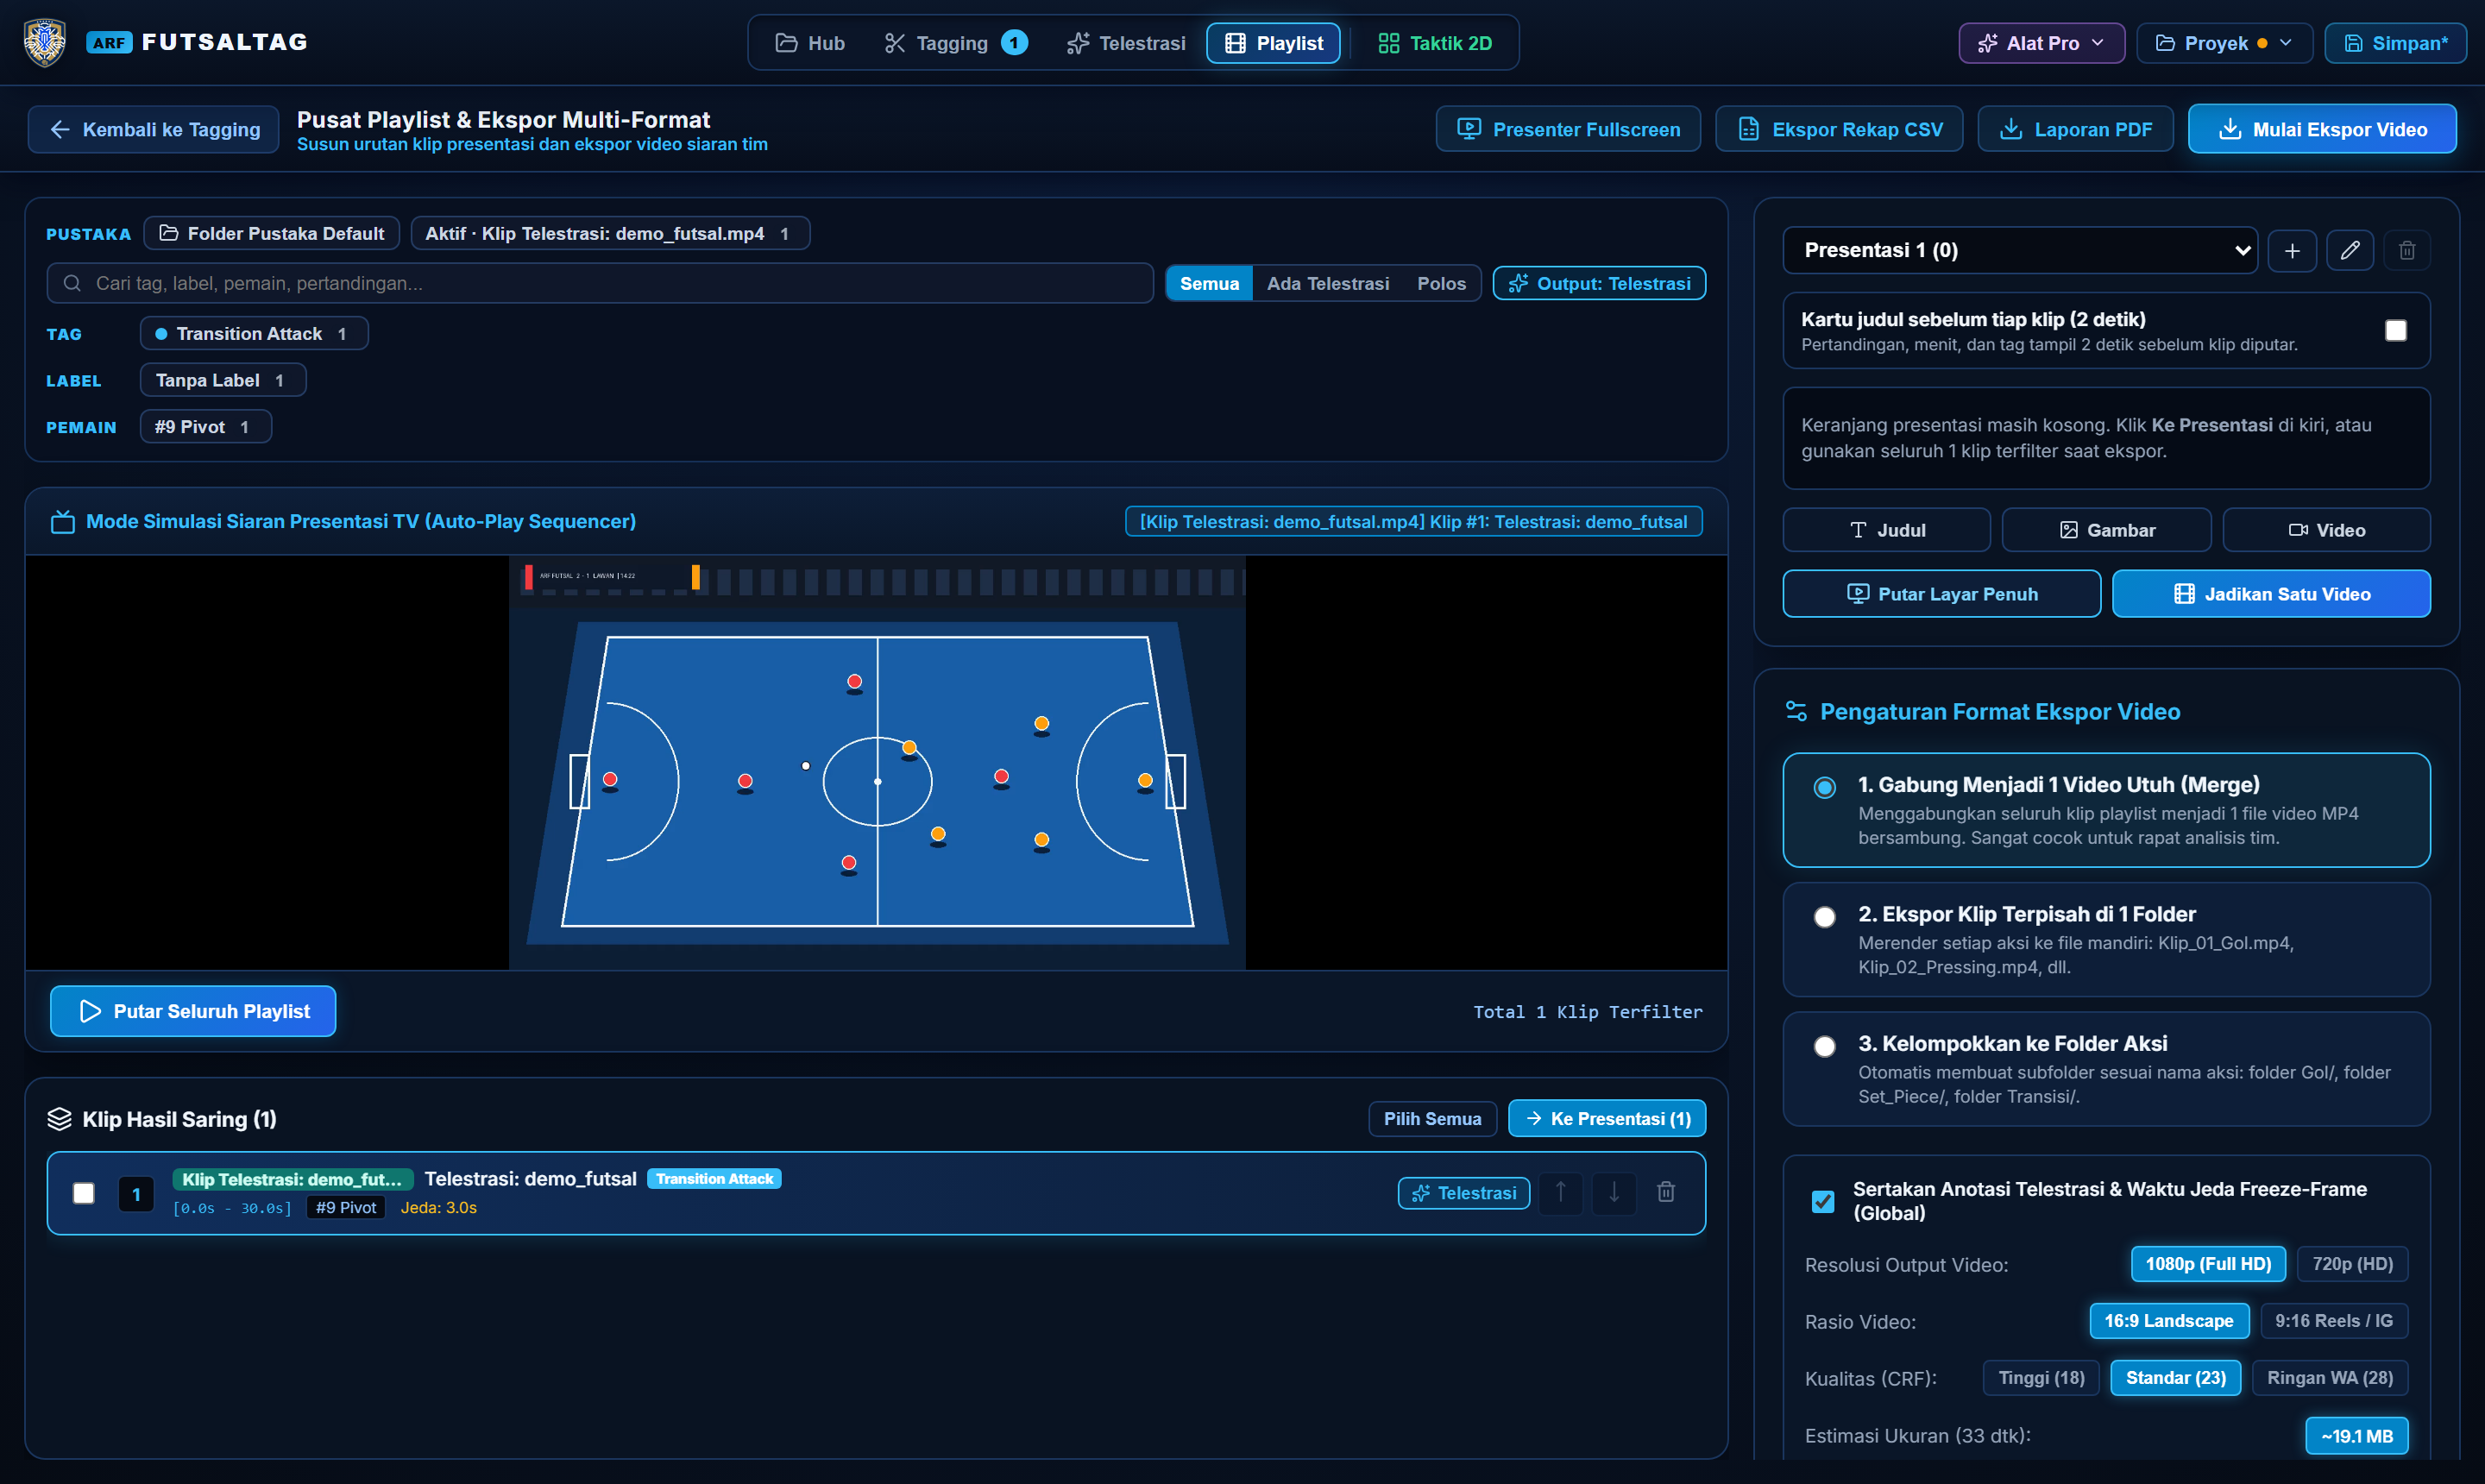 ARF FUTSALTAG
Hub
Tagging 1
Telestrasi
Playlist
Taktik 2D
Alat Pro
Proyek
Simpan*
Kembali ke Tagging
Pusat Playlist & Ekspor Multi-Format
Susun urutan klip presentasi dan ekspor video siaran tim
Presenter Fullscreen
Ekspor Rekap CSV
Laporan PDF
Mulai Ekspor Video
PUSTAKA
Folder Pustaka Default
Aktif · Klip Telestrasi: demo_futsal.mp4 1
Cari tag, label, pemain, pertandingan...
Semua
Ada Telestrasi
Polos
Output: Telestrasi
TAG
Transition Attack 1
LABEL
Tanpa Label 1
PEMAIN
#9 Pivot 1
Mode Simulasi Siaran Presentasi TV (Auto-Play Sequencer)
[Klip Telestrasi: demo_futsal.mp4] Klip #1: Telestrasi: demo_futsal
ARF FUTSAL 2 - 1 LAWAN | 14:22
Putar Seluruh Playlist
Total 1 Klip Terfilter
Klip Hasil Saring (1)
Pilih Semua
Ke Presentasi (1)
1
Klip Telestrasi: demo_fut...
Telestrasi: demo_futsal
Transition Attack
[0.0s - 30.0s]
#9 Pivot
Jeda: 3.0s
Telestrasi
Presentasi 1 (0)
Kartu judul sebelum tiap klip (2 detik)
Pertandingan, menit, dan tag tampil 2 detik sebelum klip diputar.
Keranjang presentasi masih kosong. Klik Ke Presentasi di kiri, atau
gunakan seluruh 1 klip terfilter saat ekspor.
Judul
Gambar
Video
Putar Layar Penuh
Jadikan Satu Video
Pengaturan Format Ekspor Video
1. Gabung Menjadi 1 Video Utuh (Merge)
Menggabungkan seluruh klip playlist menjadi 1 file video MP4
bersambung. Sangat cocok untuk rapat analisis tim.
2. Ekspor Klip Terpisah di 1 Folder
Merender setiap aksi ke file mandiri: Klip_01_Gol.mp4,
Klip_02_Pressing.mp4, dll.
3. Kelompokkan ke Folder Aksi
Otomatis membuat subfolder sesuai nama aksi: folder Gol/, folder
Set_Piece/, folder Transisi/.
Sertakan Anotasi Telestrasi & Waktu Jeda Freeze-Frame
(Global)
Resolusi Output Video:
1080p (Full HD)
720p (HD)
Rasio Video:
16:9 Landscape
9:16 Reels / IG
Kualitas (CRF):
Tinggi (18)
Standar (23)
Ringan WA (28)
Estimasi Ukuran (33 dtk):
~19.1 MB